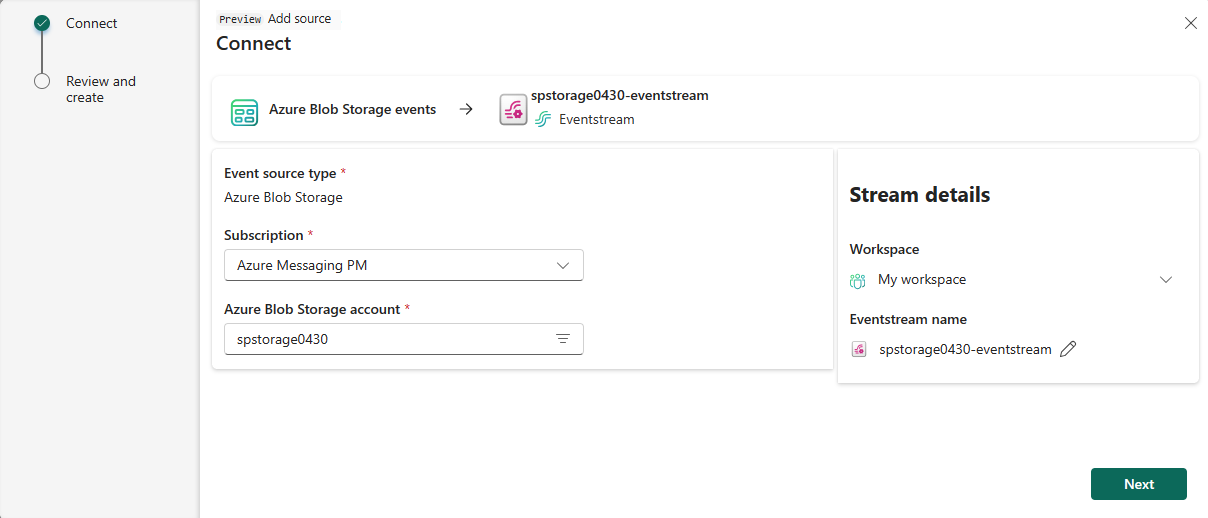 Connect
Review and
create
Preview Add source
Connect
Azure Blob Storage events
spstorage0430-eventstream
Eventstream
Event source type *
Azure Blob Storage
Subscription *
Azure Messaging PM
Azure Blob Storage account *
spstorage0430
Stream details
Workspace
My workspace
Eventstream name
spstorage0430-eventstream
Next